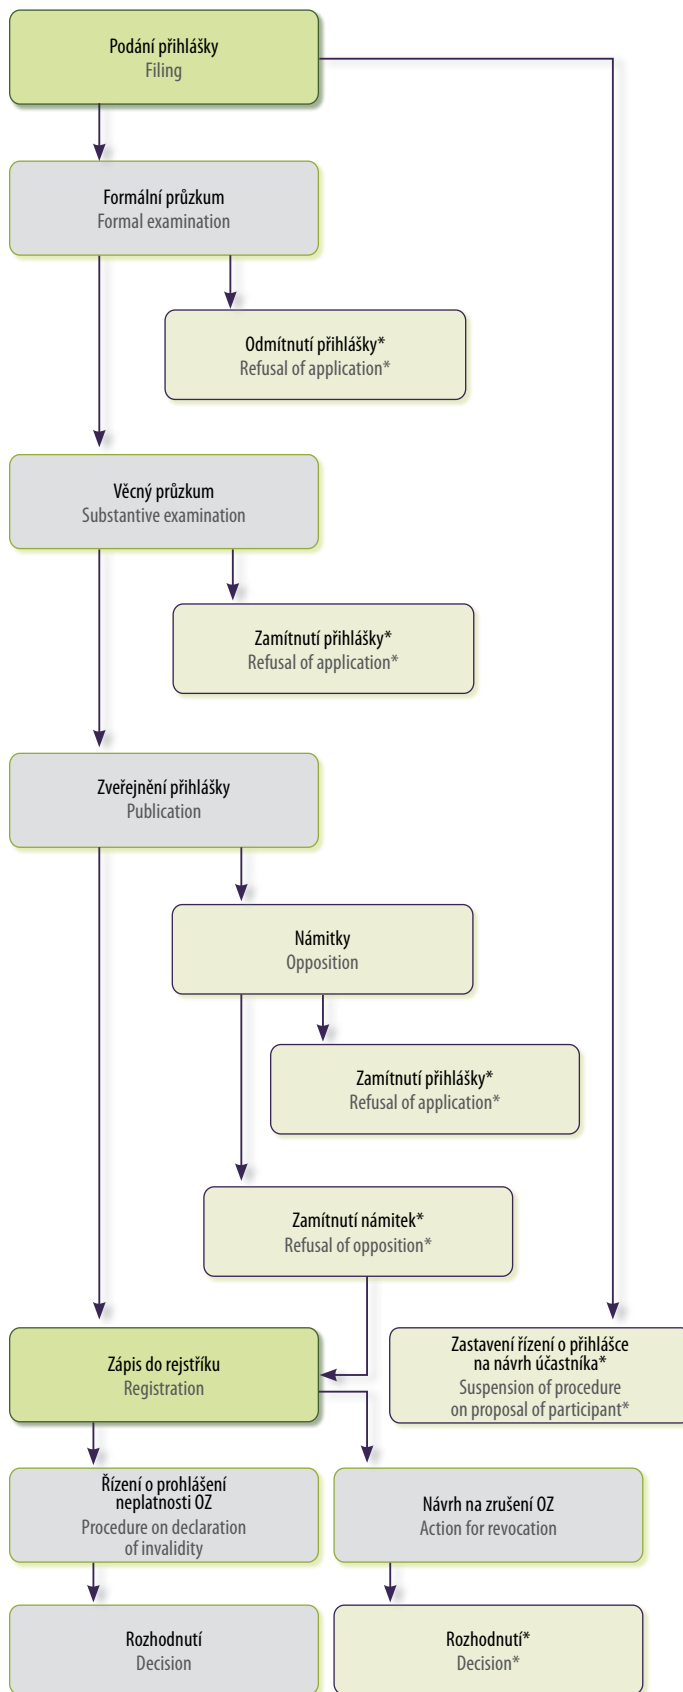 Podání přihlášky
Filing
Formální průzkum
Formal examination
Odmítnutí přihlášky*
Refusal of application*
Věcný průzkum
Substantive examination
Zamítnutí přihlášky*
Refusal of application*
Zveřejnění přihlášky
Publication
Námitky
Opposition
Zamítnutí přihlášky*
Refusal of application*
Zamítnutí námitek*
Refusal of opposition*
Zápis do rejstříku
Registration
Zastavení řízení o přihlášce
na návrh účastníka*
Suspension of procedure
on proposal of participant*
Řízení o prohlášení
neplatnosti OZ
Procedure on declaration
of invalidity
Návrh na zrušení OZ
Action for revocation
Rozhodnutí
Decision
Rozhodnutí*
Decision*